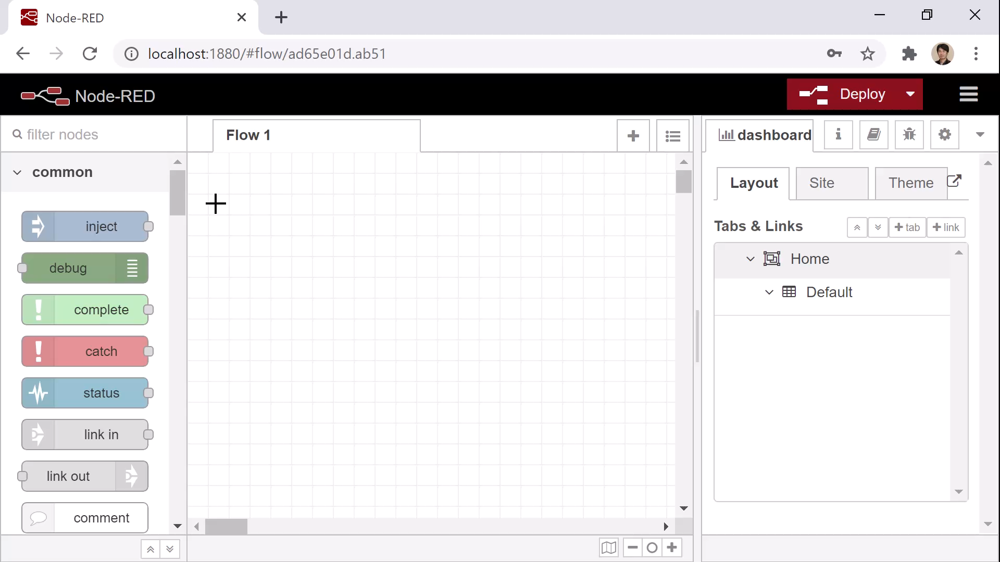 Node-RED
localhost:1880/#flow/ad65e01d.ab51
Node-RED
Deploy
filter nodes
Flow 1
dashboard
common
Layout
Site
Theme
Tabs & Links
tab
link
Home
Default
inject
debug
complete
catch
status
link in
link out
comment